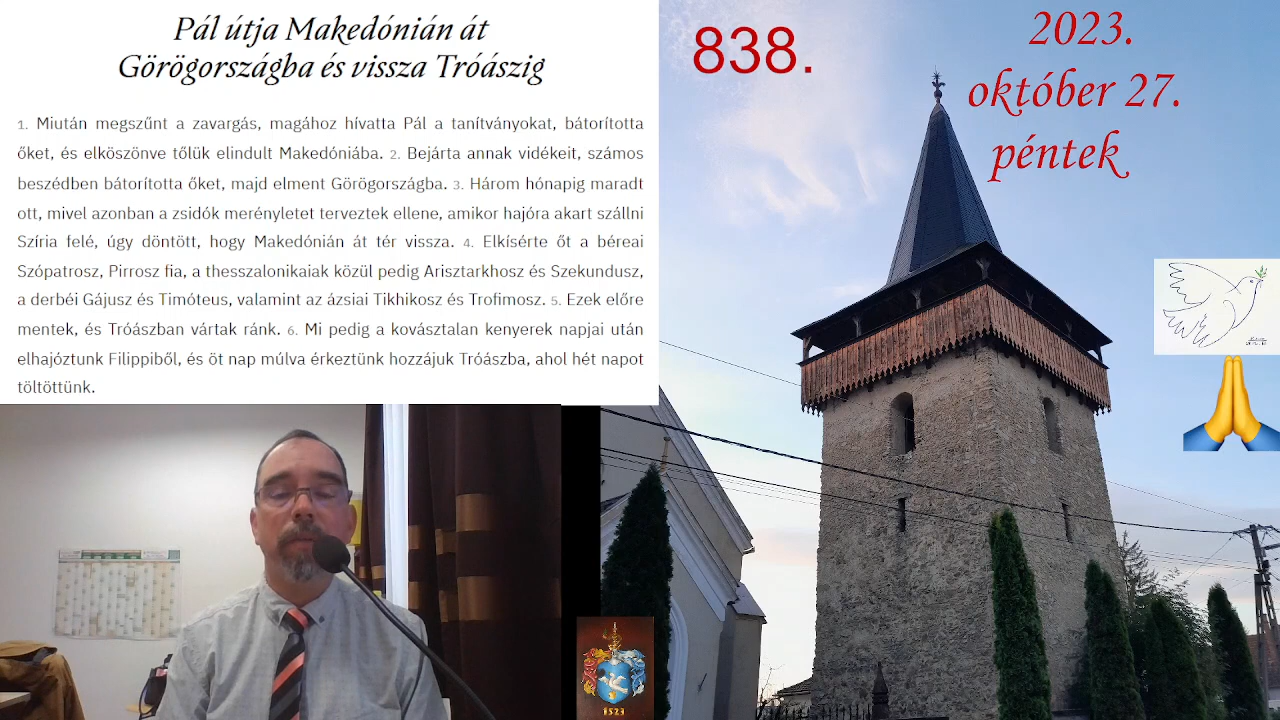 Pál útja Makedónián át
Görögországba és vissza Tróászig
1. Miután megszűnt a zavargás, magához hívatta Pál a tanítványokat, bátorította
őket, és elköszönve tőlük elindult Makedóniába. 2. Bejárta annak vidékeit, számos
beszédben bátorította őket, majd elment Görögországba. 3. Három hónapig maradt
ott, mivel azonban a zsidók merényletet terveztek ellene, amikor hajóra akart szállni
Szíria felé, úgy döntött, hogy Makedónián át tér vissza. 4. Elkísérte őt a béreai
Szópatrosz, Pirrosz fia, a thesszalonikaiak közül pedig Arisztarkhosz és Szekundusz,
a derbéi Gájusz és Timóteus, valamint az ázsiai Tikhikosz és Trofimosz. 5. Ezek előre
mentek, és Tróászban vártak ránk. 6. Mi pedig a kovásztalan kenyerek napjai után
elhajóztunk Filippiből, és öt nap múlva érkeztünk hozzájuk Tróászba, ahol hét napot
töltöttünk.
838.
2023.
október 27.
péntek
1523